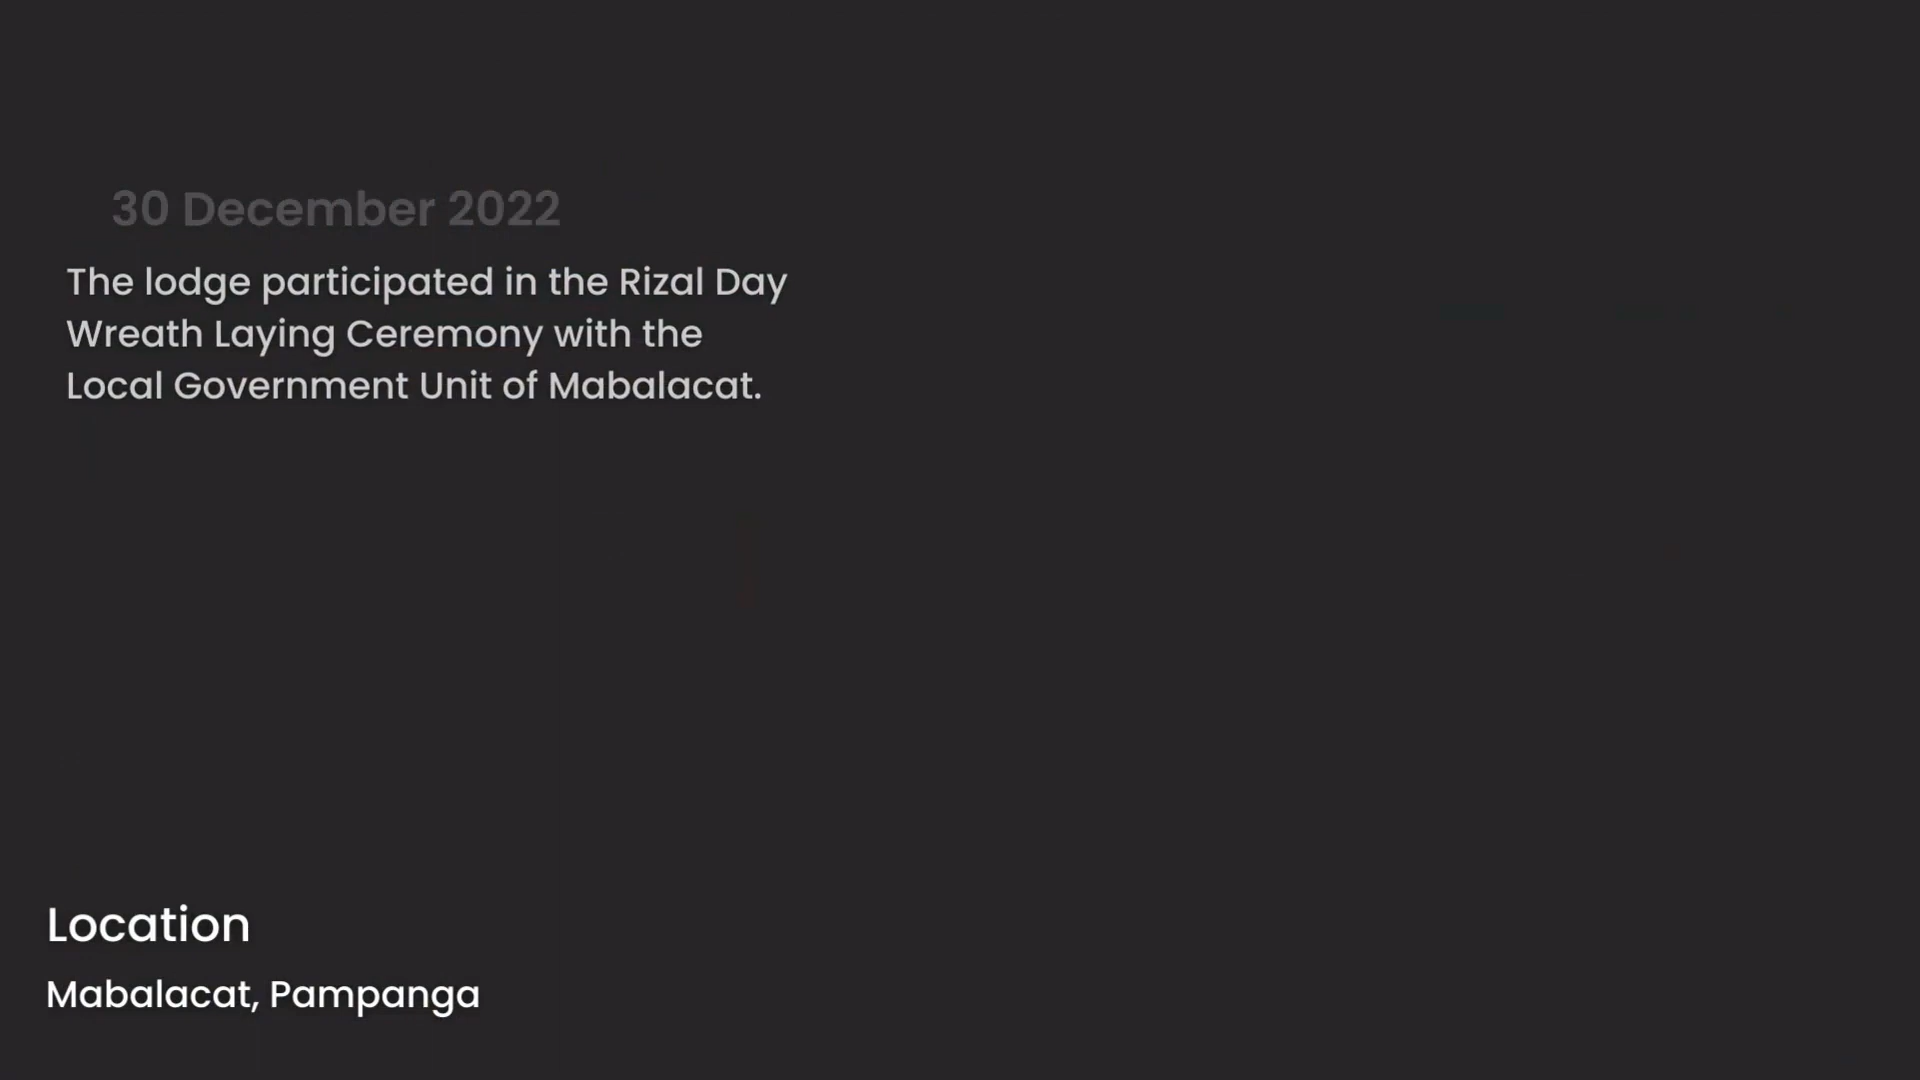 30 December 2022
The lodge participated in the Rizal Day
Wreath Laying Ceremony with the
Local Government Unit of Mabalacat.
Location
Mabalacat, Pampanga